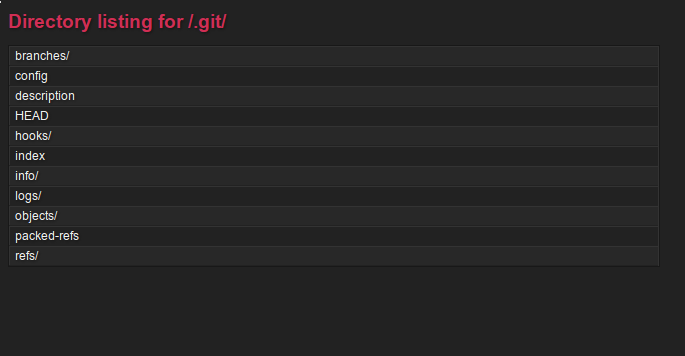 Directory listing for /.git/
branches/
config
description
HEAD
hooks/
index
info/
logs/
objects/
packed-refs
refs/